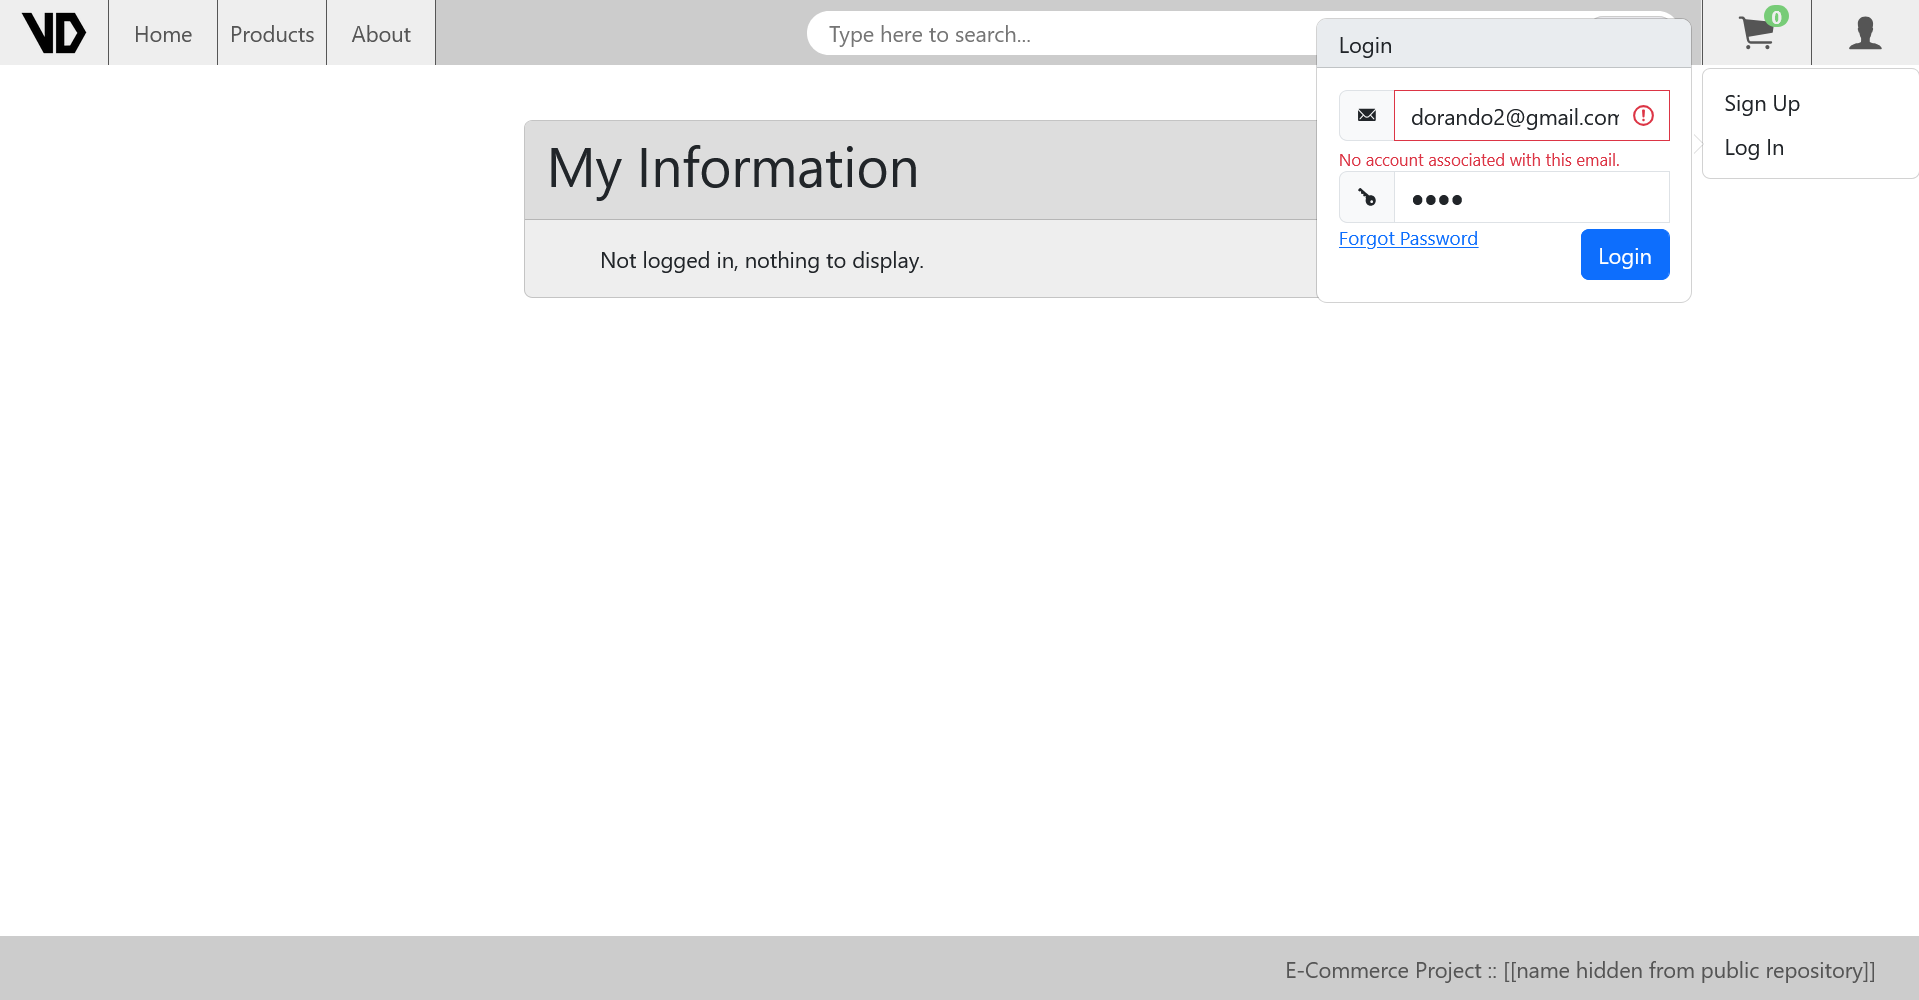 VD
Home
Products
About
Type here to search...
0
Login
dorando2@gmail.com
No account associated with this email.
Forgot Password
Login
Sign Up
Log In
My Information
Not logged in, nothing to display.
E-Commerce Project :: [[name hidden from public repository]]